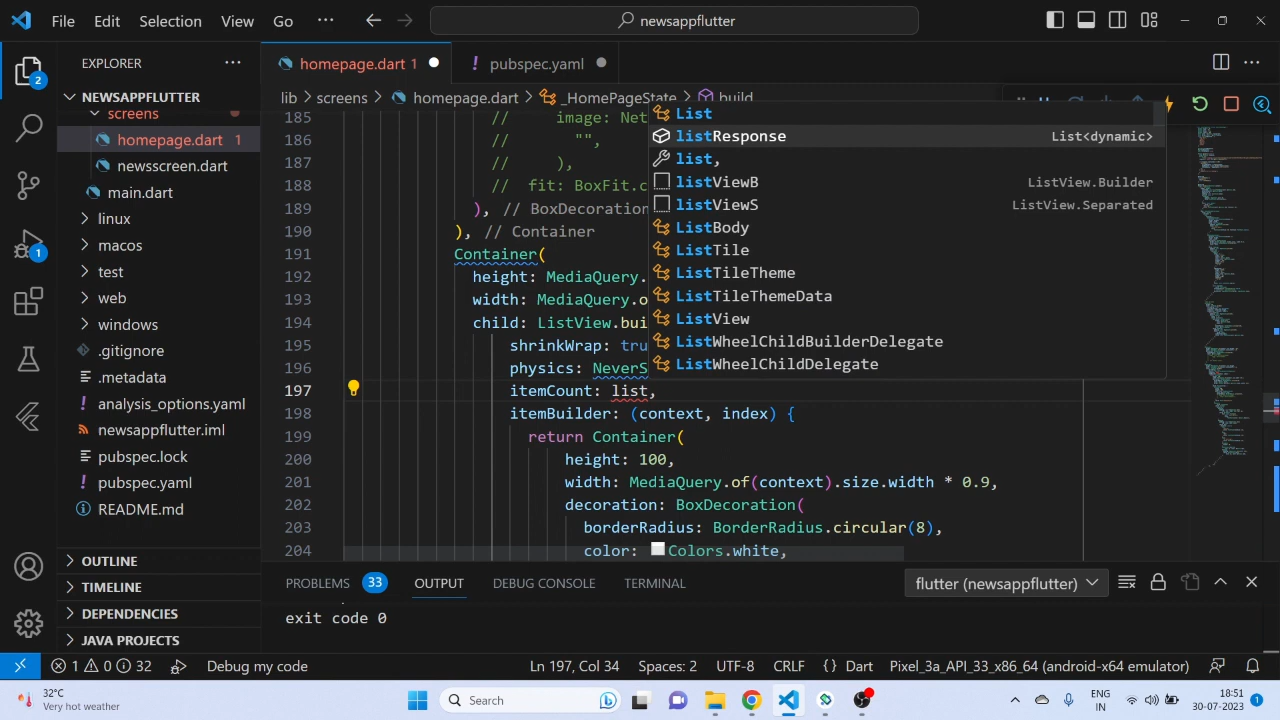 File Edit Selection View Go ··· newsappflutter
EXPLORER ···
homepage.dart 1
pubspec.yaml
NEWSAPPFLUTTER
screens
homepage.dart 1
newsscreen.dart
main.dart
linux
macos
test
web
windows
.gitignore
.metadata
analysis_options.yaml
newsappflutter.iml
pubspec.lock
pubspec.yaml
README.md
OUTLINE
TIMELINE
DEPENDENCIES
JAVA PROJECTS
2
1
lib > screens > homepage.dart > _HomePageState > build
185 // image: Net
186 // "",
187 // ),
188 // fit: BoxFit.c
189 ), // BoxDecoration
190 ), // Container
191 Container(
192 height: MediaQuery.
193 width: MediaQuery.o
194 child: ListView.bui
195 shrinkWrap: tru
196 physics: NeverS
197 itemCount: list,
198 itemBuilder: (context, index) {
199 return Container(
200 height: 100,
201 width: MediaQuery.of(context).size.width * 0.9,
202 decoration: BoxDecoration(
203 borderRadius: BorderRadius.circular(8),
204 color: Colors.white,
List
listResponse List<dynamic>
list,
listViewB ListView.Builder
listViewS ListView.Separated
ListBody
ListTile
ListTileTheme
ListTileThemeData
ListView
ListWheelChildBuilderDelegate
ListWheelChildDelegate
PROBLEMS 33 OUTPUT DEBUG CONSOLE TERMINAL flutter (newsappflutter)
exit code 0
1 0 32 Debug my code Ln 197, Col 34 Spaces: 2 UTF-8 CRLF {} Dart Pixel_3a_API_33_x86_64 (android-x64 emulator)
32°C
Very hot weather
Search
ENG
IN
18:51
30-07-2023
1